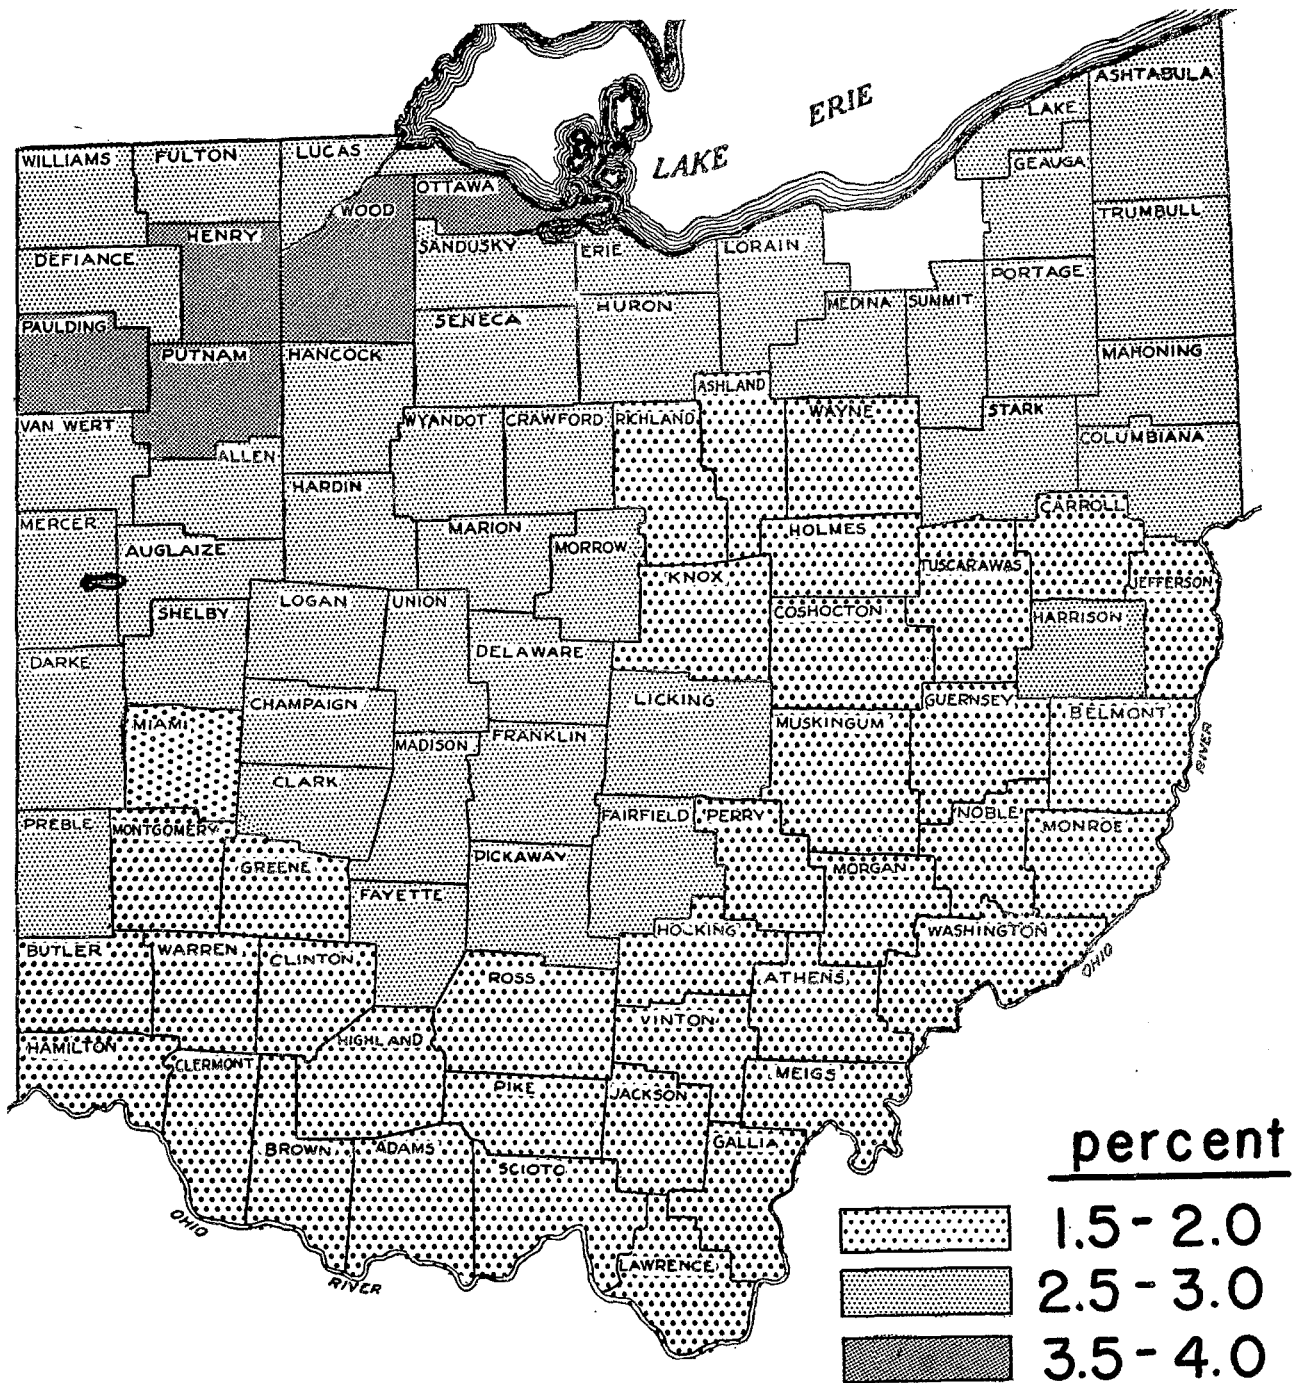 ERIE
LAKE
ASHTABULA
LAKE
GEAUGA
WILLIAMS
FULTON
LUCAS
OTTAWA
WOOD
TRUMBULL
HENRY
SANDUSKY
ERIE
LORAIN
DEFIANCE
PORTAGE
PAULDING
SENECA
HURON
MEDINA
SUMMIT
PUTNAM
HANCOCK
MAHONING
ASHLAND
VAN WERT
WYANDOT
CRAWFORD
RICHLAND
WAYNE
STARK
COLUMBIANA
ALLEN
HARDIN
CARROLL
MERCER
MARION
HOLMES
AUGLAIZE
MORROW
TUSCARAWAS
KNOX
JEFFERSON
LOGAN
UNION
SHELBY
COSHOCTON
HARRISON
DARKE
DELAWARE
CHAMPAIGN
LICKING
GUERNSEY
BELMONT
MIAMI
MUSKINGUM
MADISON
FRANKLIN
RIVER
CLARK
PREBLE
MONTGOMERY
FAIRFIELD
PERRY
NOBLE
MONROE
GREENE
PICKAWAY
MORGAN
FAYETTE
HOCKING
WASHINGTON
BUTLER
WARREN
CLINTON
OHIO
ROSS
ATHENS
VINTON
HAMILTON
HIGHLAND
CLERMONT
PIKE
JACKSON
MEIGS
BROWN
ADAMS
GALLIA
SCIOTO
OHIO
LAWRENCE
RIVER
percent
1.5-2.0
2.5-3.0
3.5-4.0